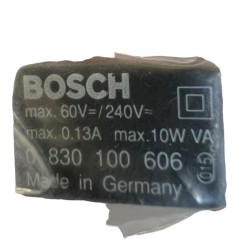 BOSCH
max. 60V=/240V≂
max. 0.13A max. 10W VA
0 830 100 606
Made in Germany